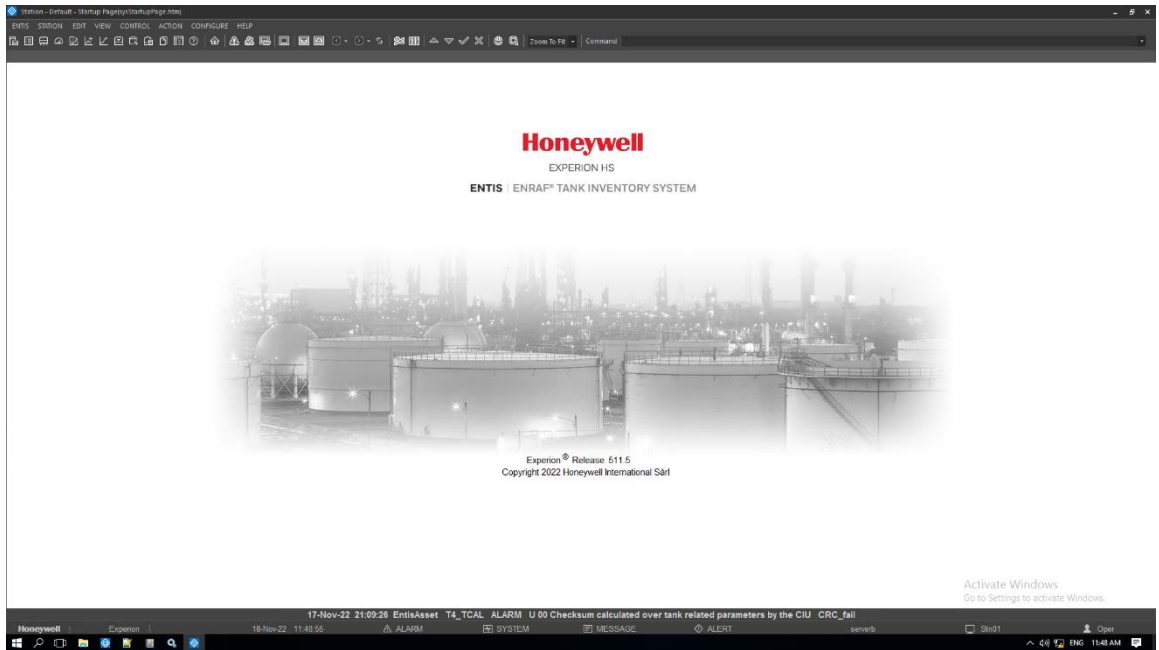 Station - Default - Startup Page(sysStartupPage.htm)
ENTIS STATION EDIT VIEW CONTROL ACTION CONFIGURE HELP
Zoom To Fit Command
Honeywell
EXPERION HS
ENTIS | ENRAF® TANK INVENTORY SYSTEM
Experion® Release 511.5
Copyright 2022 Honeywell International Sàrl
Activate Windows
Go to Settings to activate Windows.
17-Nov-22 21:09:26 EntisAsset T4_TCAL ALARM U 00 Checksum calculated over tank related parameters by the CIU CRC_fail
Honeywell Experion 18-Nov-22 11:48:55 ALARM SYSTEM MESSAGE ALERT serverb Stn01 Oper
ENG 11:48 AM